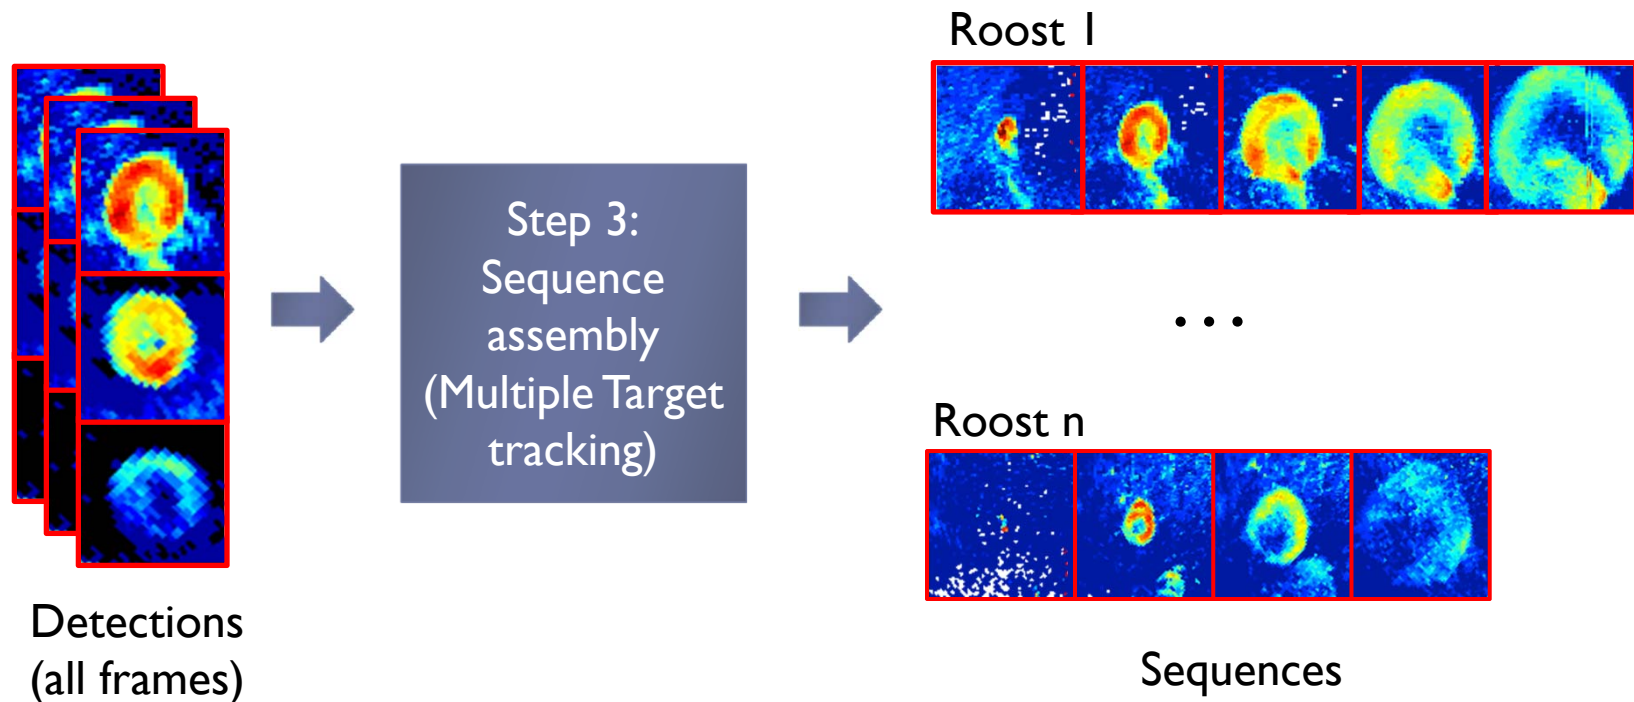 Roost 1
Step 3:
Sequence
assembly
(Multiple Target
tracking)
...
Roost n
Detections
(all frames)
Sequences